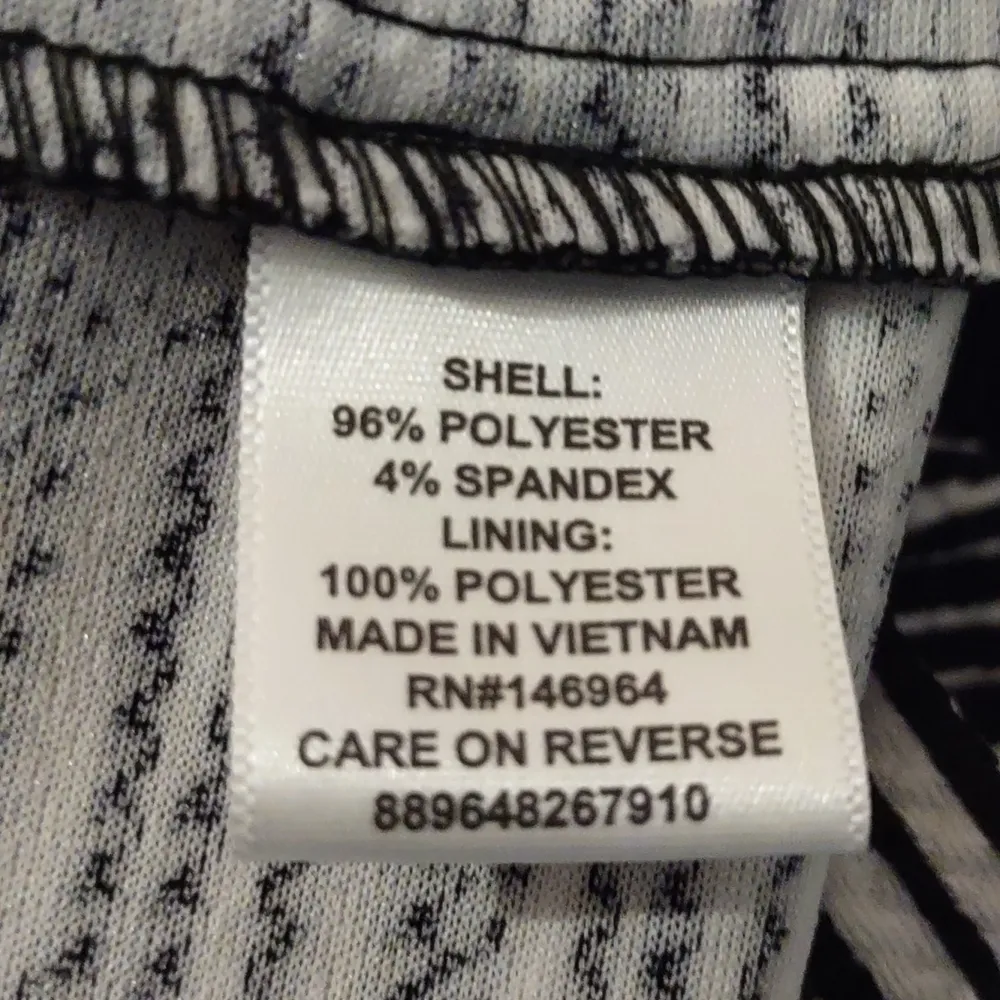 SHELL:
96% POLYESTER
4% SPANDEX
LINING:
100% POLYESTER
MADE IN VIETNAM
RN#146964
CARE ON REVERSE
889648267910